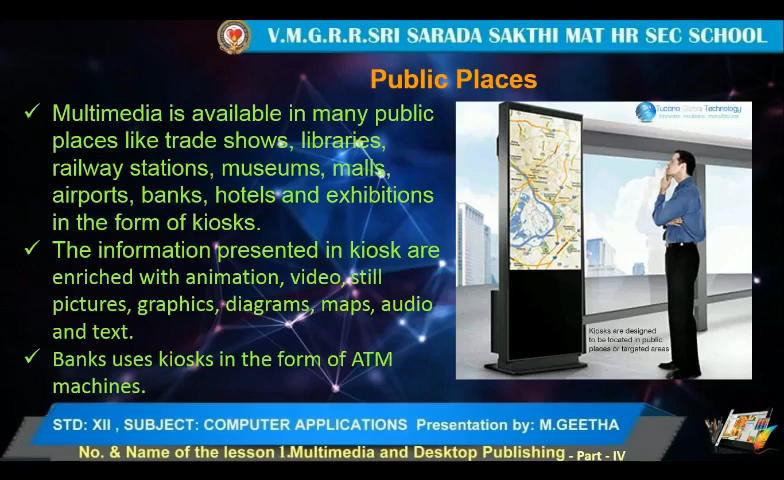 V.M.G.R.R.SRI SARADA SAKTHI MAT HR SEC SCHOOL
Public Places
✓ Multimedia is available in many public
places like trade shows, libraries,
railway stations, museums, malls,
airports, banks, hotels and exhibitions
in the form of kiosks.
✓ The information presented in kiosk are
enriched with animation, video, still
pictures, graphics, diagrams, maps, audio
and text.
✓ Banks uses kiosks in the form of ATM
machines.
Tucana Global Technology
Kiosks are designed
to be located in public
places or targeted areas
STD: XII , SUBJECT: COMPUTER APPLICATIONS Presentation by: M.GEETHA
No. & Name of the lesson 1.Multimedia and Desktop Publishing - Part - IV